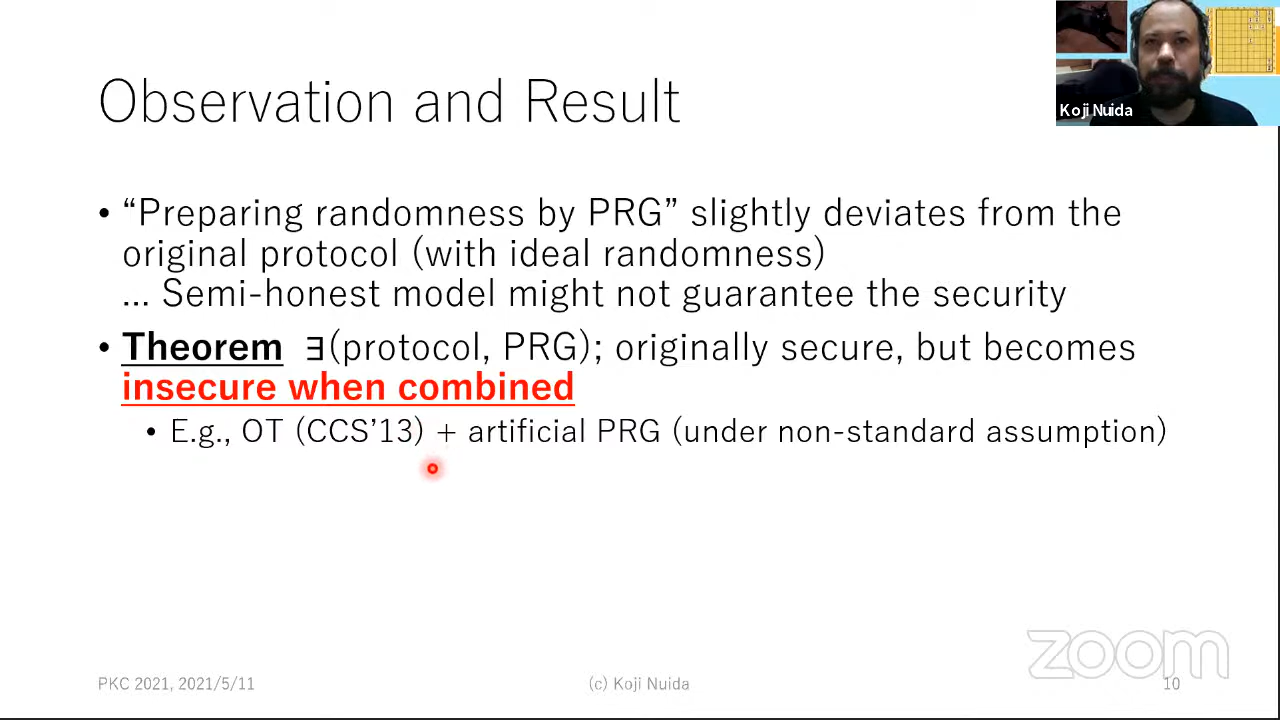 Koji Nuida
Observation and Result
• “Preparing randomness by PRG” slightly deviates from the
original protocol (with ideal randomness)
... Semi-honest model might not guarantee the security
• Theorem ∃(protocol, PRG); originally secure, but becomes
insecure when combined
• E.g., OT (CCS’13) + artificial PRG (under non-standard assumption)
zoom
PKC 2021, 2021/5/11
(c) Koji Nuida
10